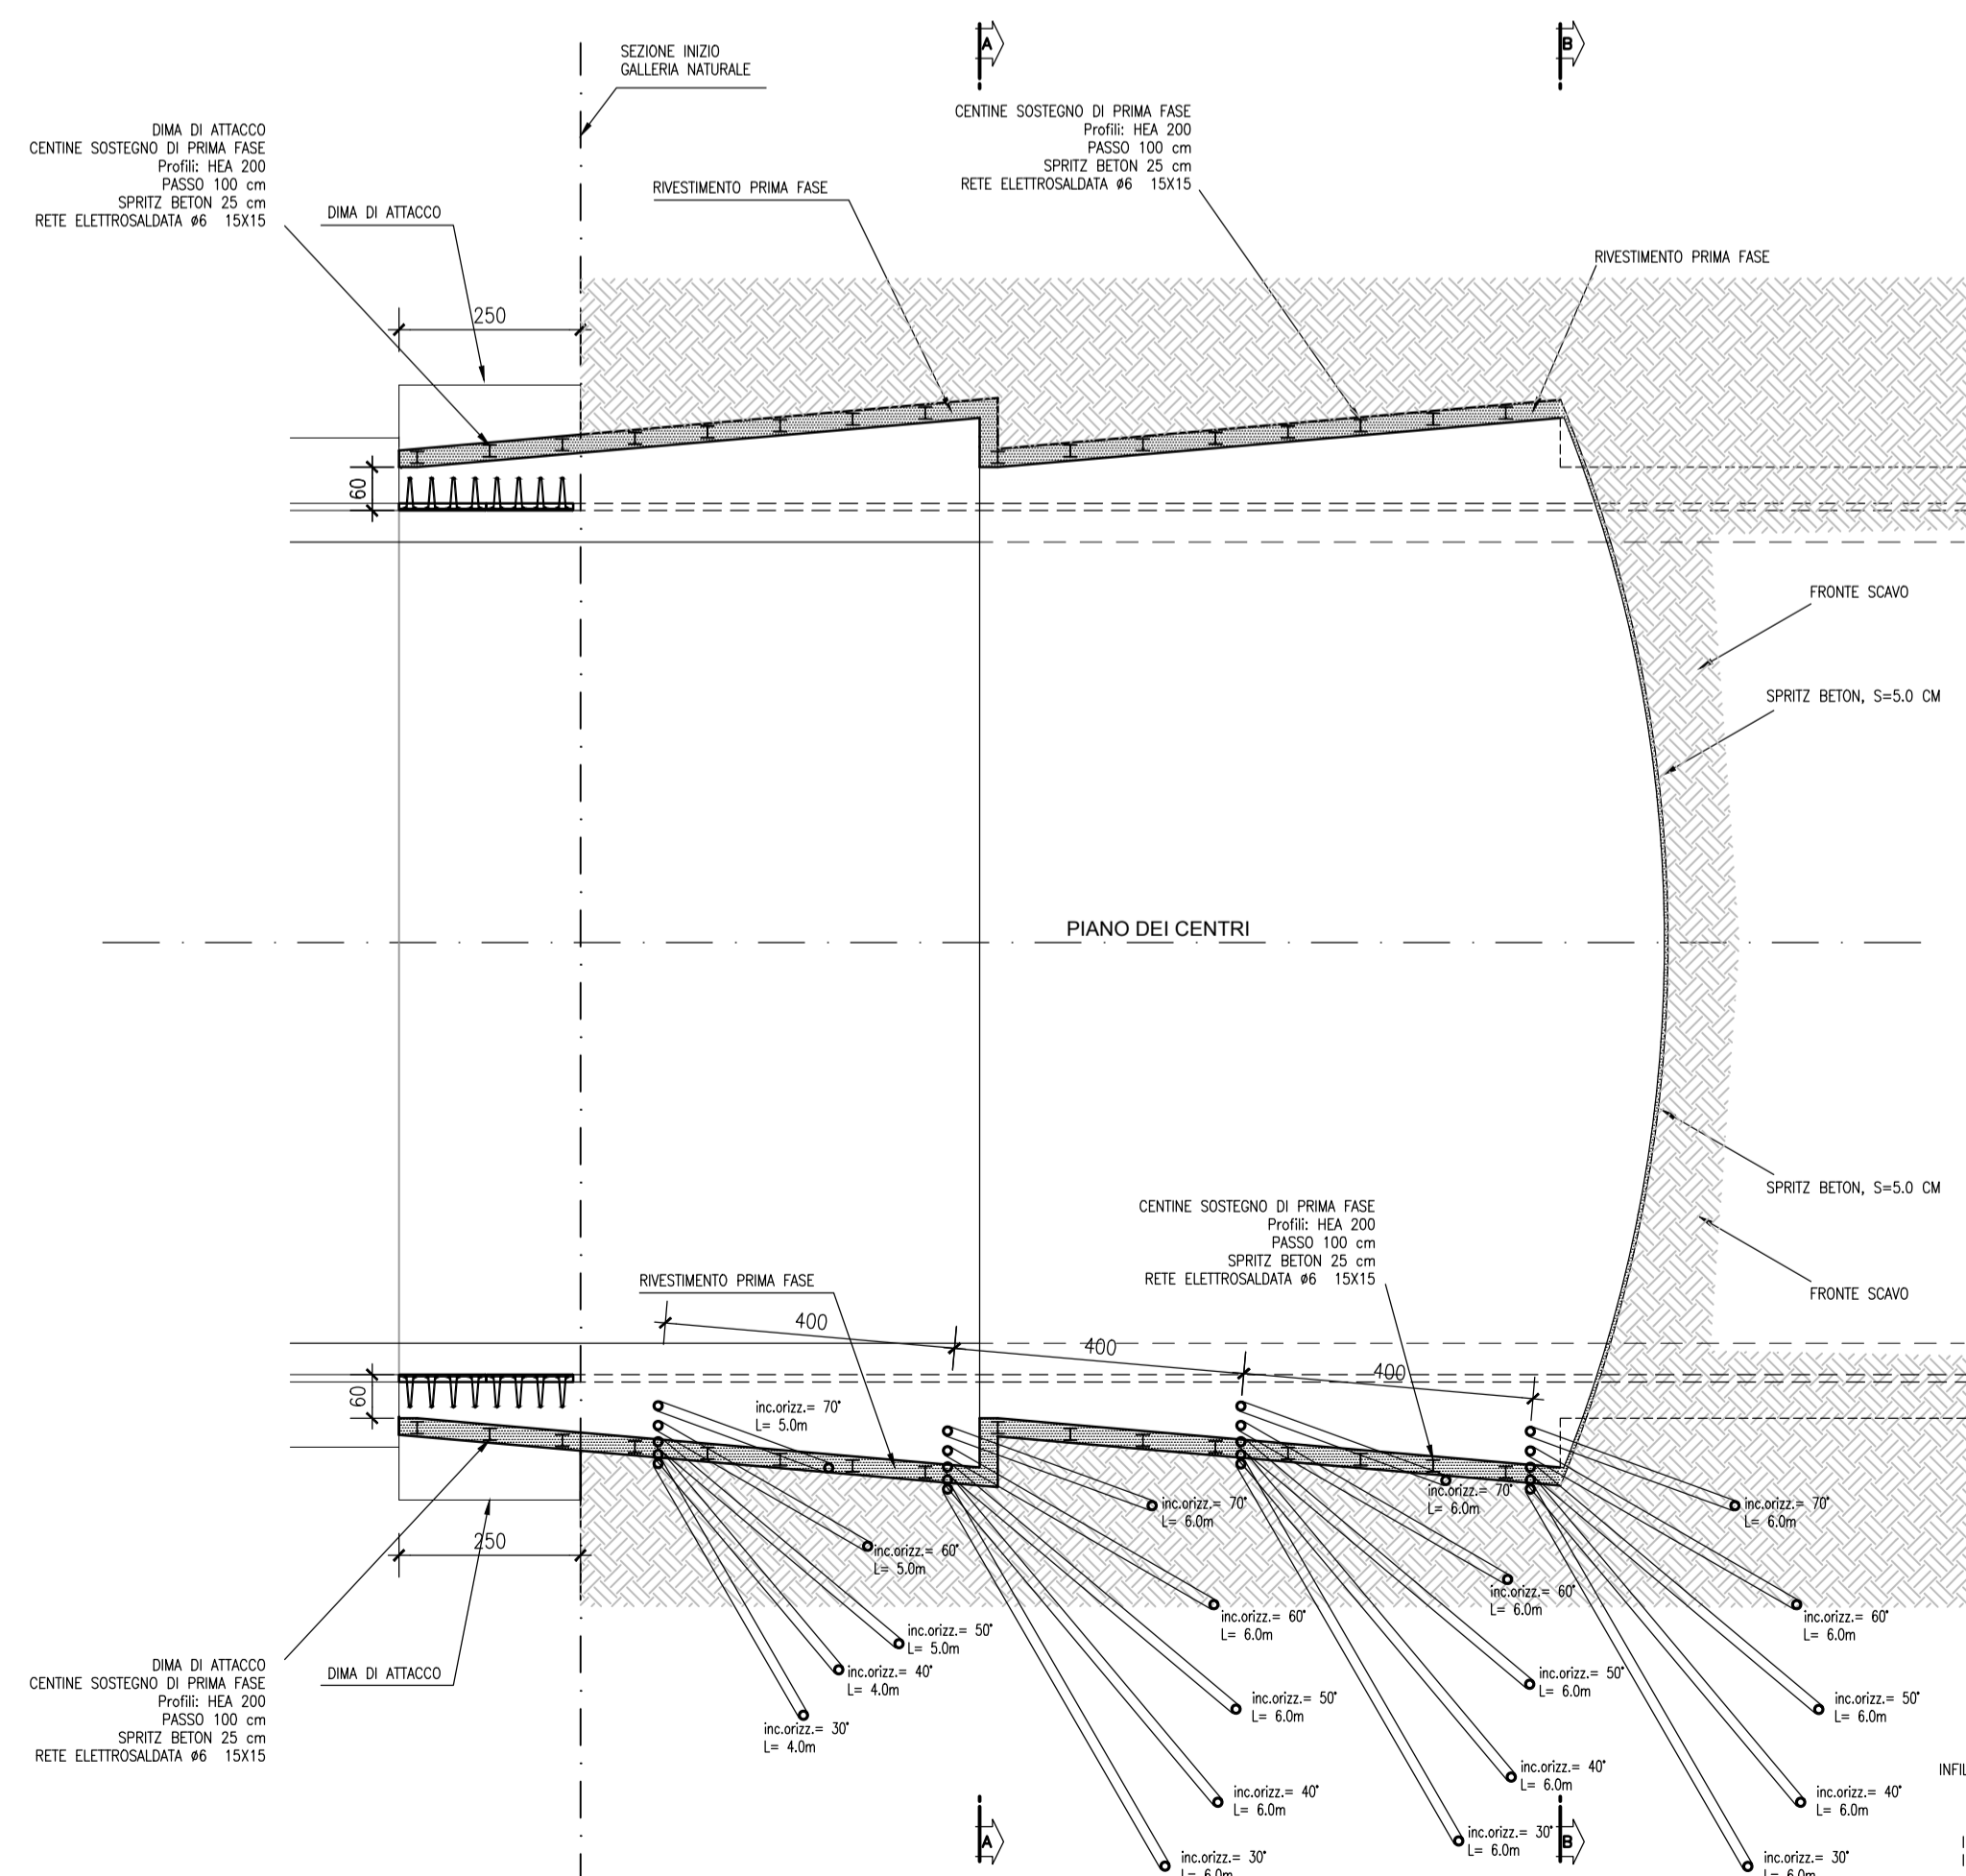 A
B
SEZIONE INIZIO
GALLERIA NATURALE
CENTINE SOSTEGNO DI PRIMA FASE
Profili: HEA 200
PASSO 100 cm
SPRITZ BETON 25 cm
RETE ELETTROSALDATA ø6 15X15
DIMA DI ATTACCO
CENTINE SOSTEGNO DI PRIMA FASE
Profili: HEA 200
PASSO 100 cm
SPRITZ BETON 25 cm
RETE ELETTROSALDATA ø6 15X15
DIMA DI ATTACCO
RIVESTIMENTO PRIMA FASE
RIVESTIMENTO PRIMA FASE
250
60
FRONTE SCAVO
SPRITZ BETON, S=5.0 CM
PIANO DEI CENTRI
SPRITZ BETON, S=5.0 CM
FRONTE SCAVO
CENTINE SOSTEGNO DI PRIMA FASE
Profili: HEA 200
PASSO 100 cm
SPRITZ BETON 25 cm
RETE ELETTROSALDATA ø6 15X15
RIVESTIMENTO PRIMA FASE
400
400
400
60
250
inc.orizz.= 70°
L= 5.0m
inc.orizz.= 60°
L= 5.0m
inc.orizz.= 50°
L= 5.0m
inc.orizz.= 40°
L= 4.0m
inc.orizz.= 30°
L= 4.0m
inc.orizz.= 70°
L= 6.0m
inc.orizz.= 60°
L= 6.0m
inc.orizz.= 50°
L= 6.0m
inc.orizz.= 40°
L= 6.0m
inc.orizz.= 30°
L= 6.0m
inc.orizz.= 70°
L= 6.0m
inc.orizz.= 60°
L= 6.0m
inc.orizz.= 50°
L= 6.0m
inc.orizz.= 40°
L= 6.0m
inc.orizz.= 30°
L= 6.0m
inc.orizz.= 70°
L= 6.0m
inc.orizz.= 60°
L= 6.0m
inc.orizz.= 50°
L= 6.0m
inc.orizz.= 40°
L= 6.0m
inc.orizz.= 30°
L= 6.0m
DIMA DI ATTACCO
CENTINE SOSTEGNO DI PRIMA FASE
Profili: HEA 200
PASSO 100 cm
SPRITZ BETON 25 cm
RETE ELETTROSALDATA ø6 15X15
DIMA DI ATTACCO
A
B